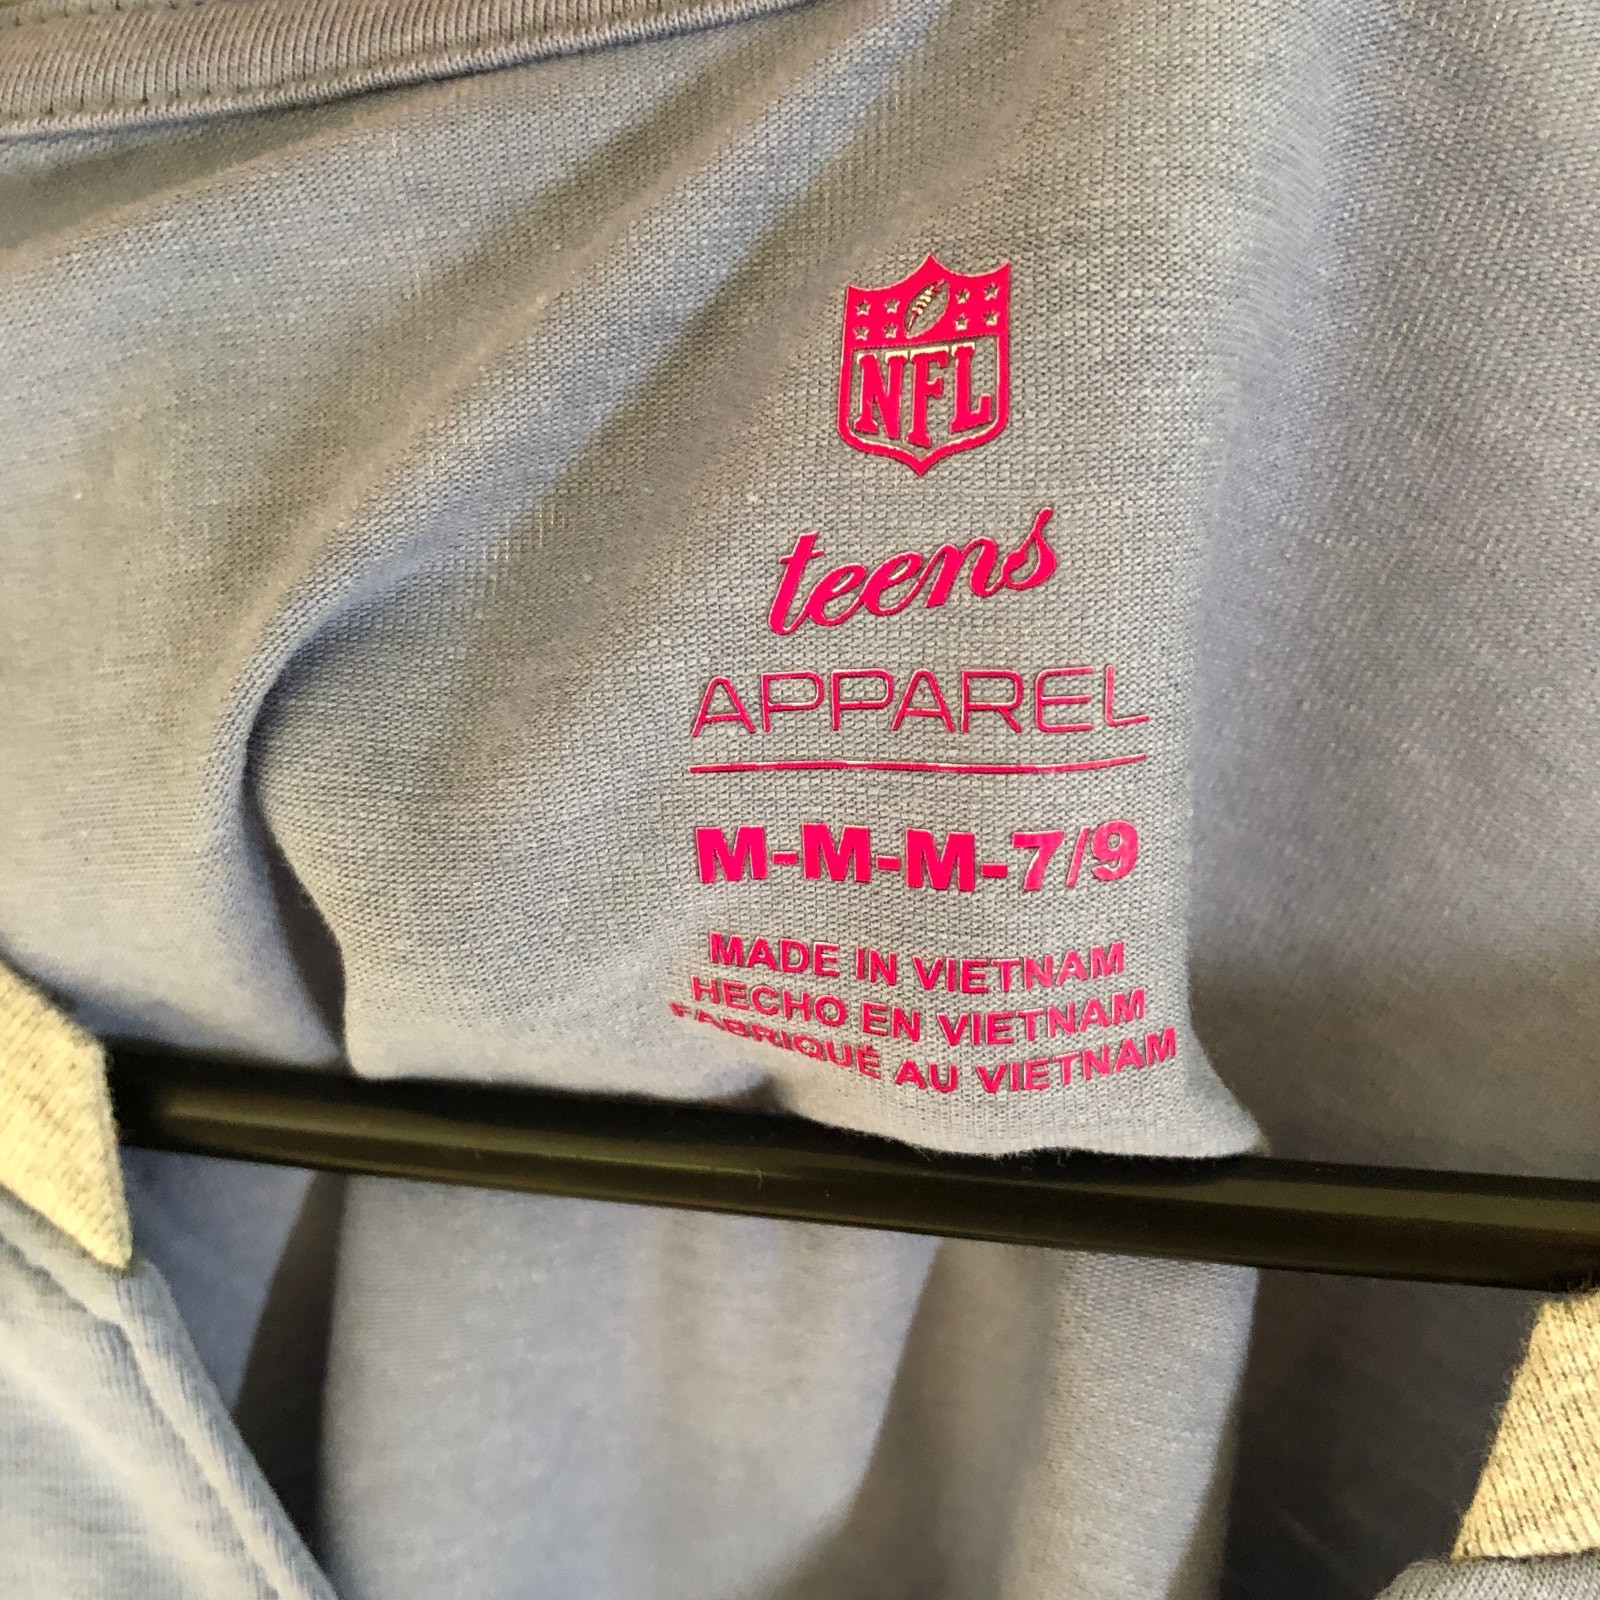 NFL
teens
APPAREL
M-M-M-7/9
MADE IN VIETNAM
HECHO EN VIETNAM
FABRIQUÉ AU VIETNAM